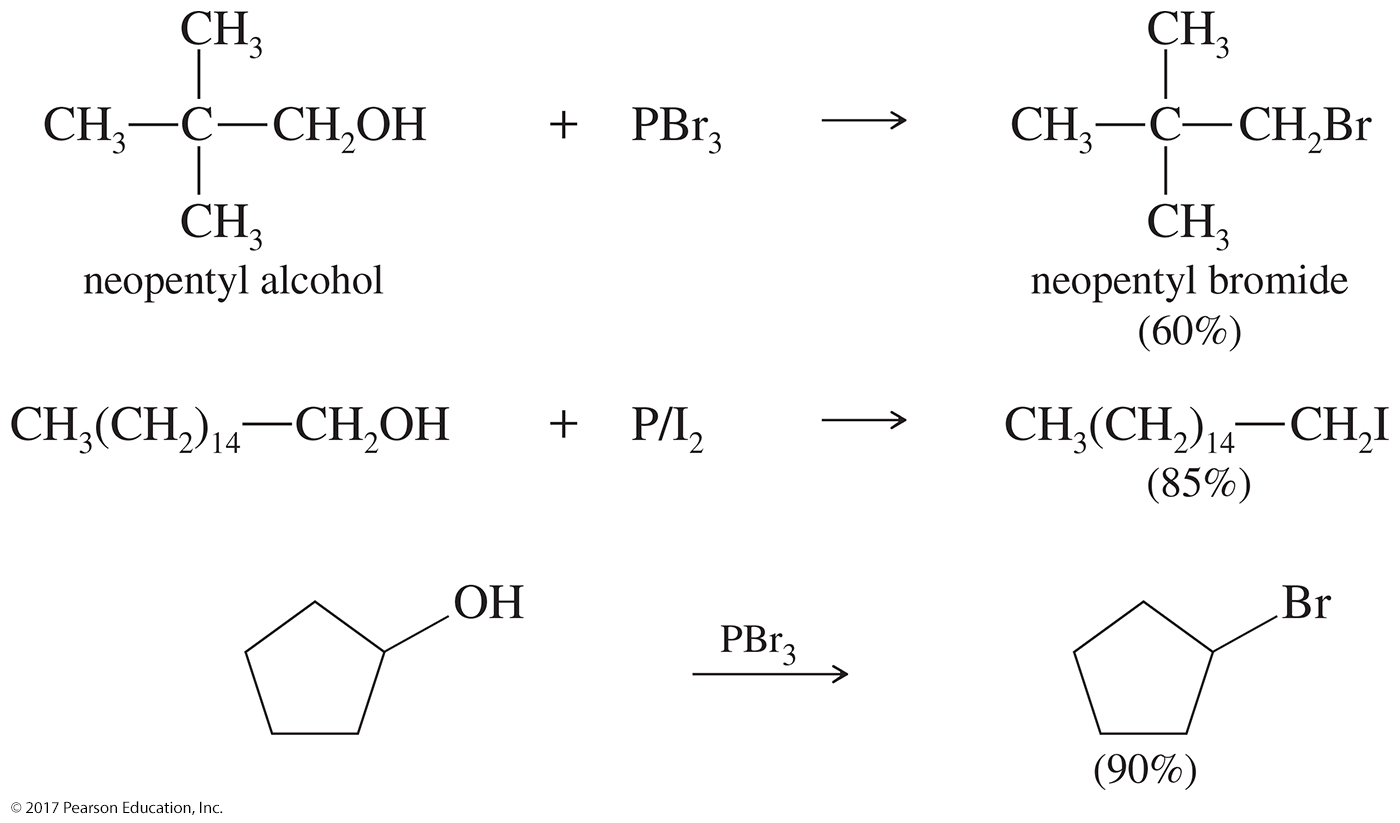 CH₃
CH₃—C—CH₂OH + PBr₃ → CH₃
CH₃—C—CH₂Br
CH₃
CH₃
neopentyl alcohol
neopentyl bromide
(60%)
CH₃(CH₂)₁₄—CH₂OH + P/I₂ → CH₃(CH₂)₁₄—CH₂I
(85%)
OH
PBr₃
Br
(90%)
© 2017 Pearson Education, Inc.